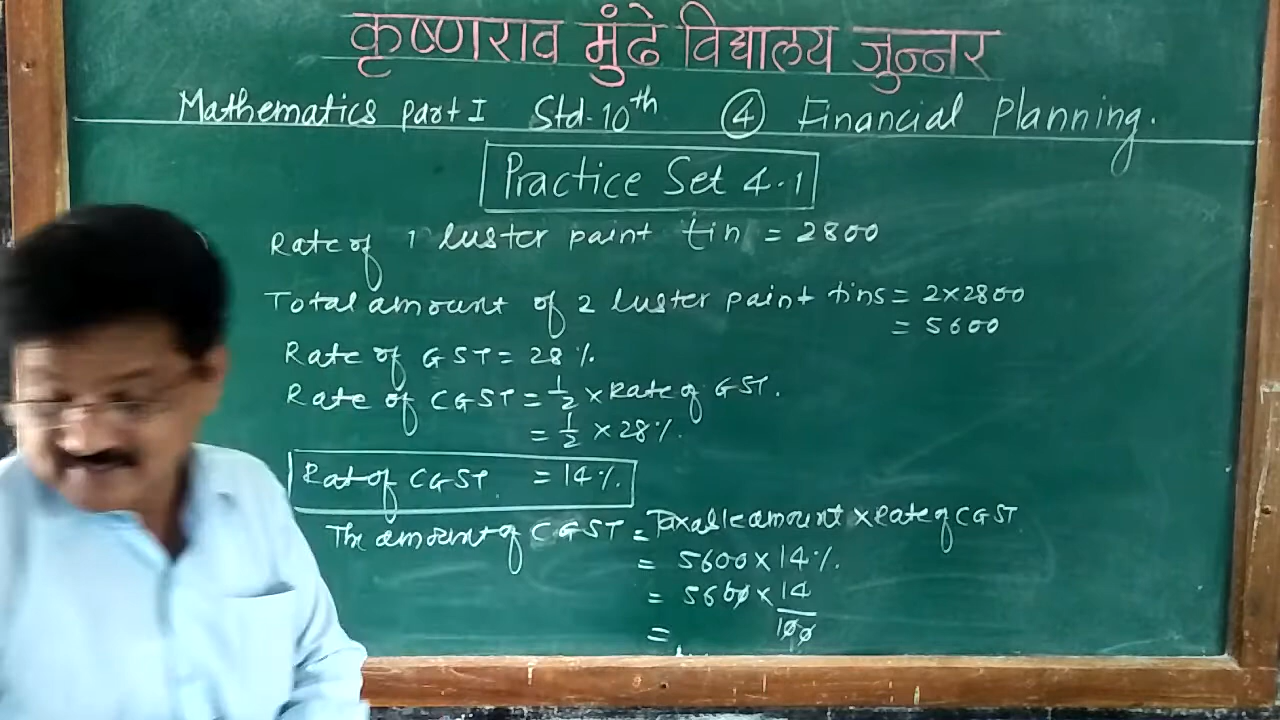 कृष्णराव मुंढे विद्यालय जुन्नर
Mathematics part I Std. 10th ④ Financial Planning.
Practice Set 4.1
Rate of 1 luster paint tin = 2800
Total amount of 2 luster paint tins = 2×2800
= 5600
Rate of GST = 28%.
Rate of CGST = 1/2 × Rate of GST.
= 1/2 × 28%.
Rat of CGST. = 14%.
The amount of CGST = Taxable amount × Rate of CGST
= 5600 × 14%.
= 5600 × 14/100
=